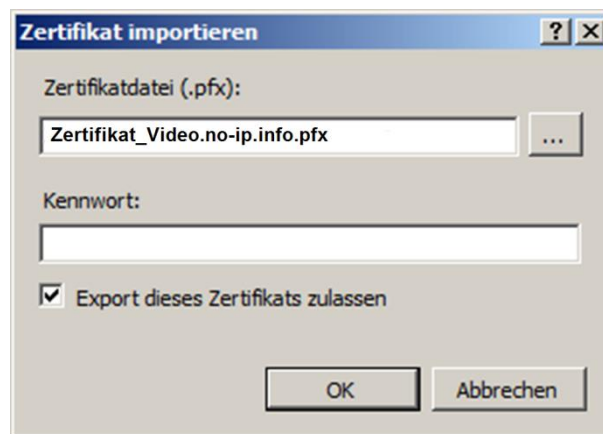 Zertifikat importieren
Zertifikatdatei (.pfx):
Zertifikat_Video.no-ip.info.pfx
...
Kennwort:
Export dieses Zertifikats zulassen
OK Abbrechen